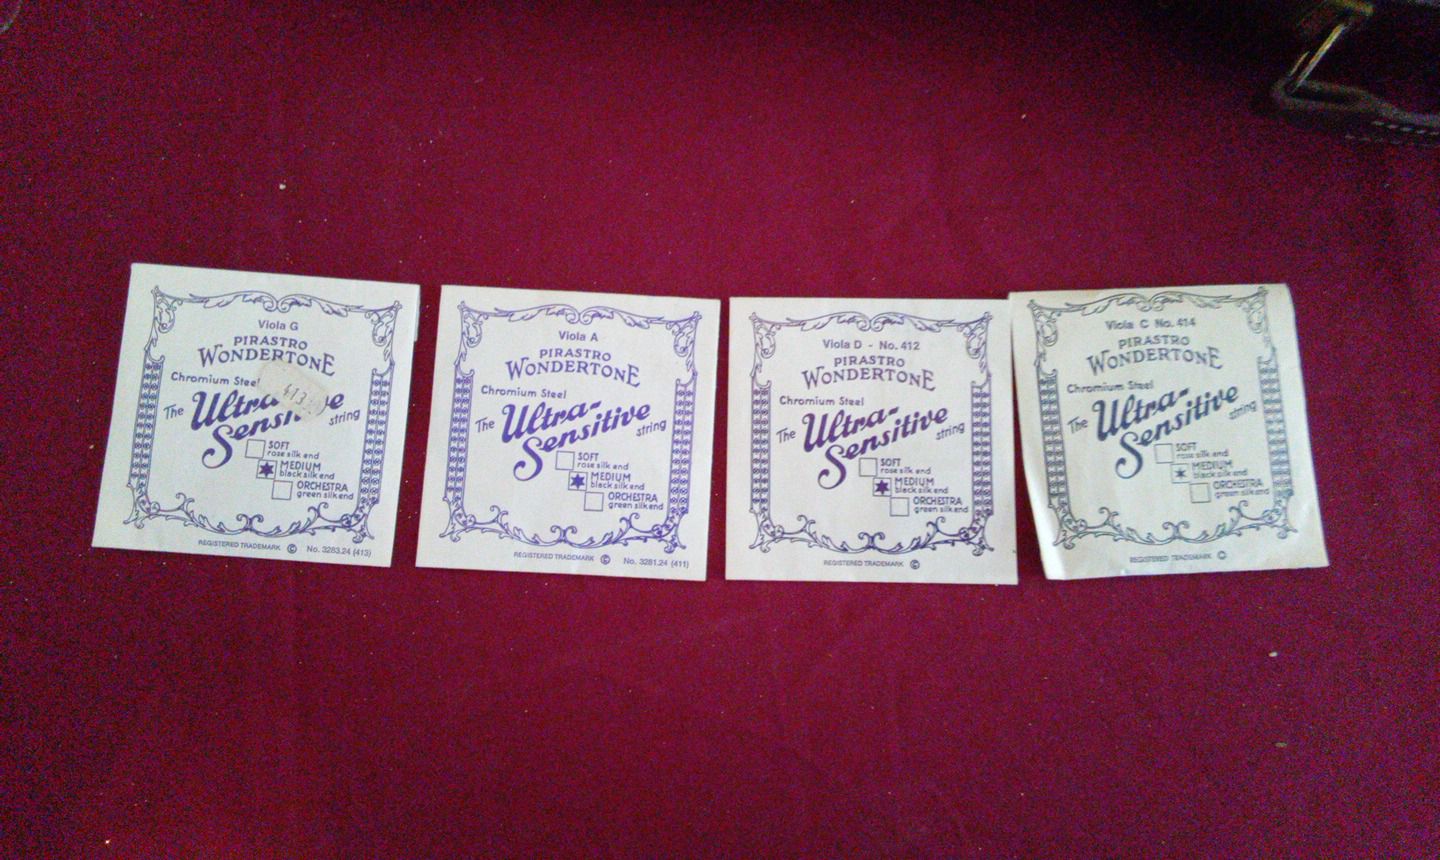 Viola G
PIRASTRO
WONDERTONE
Chromium Steel
The Ultra-
Sensitive string
413
SOFT
rose silk end
MEDIUM
black silk end
ORCHESTRA
green silk end
REGISTERED TRADEMARK © No. 3283.24 (413)
Viola A
PIRASTRO
WONDERTONE
Chromium Steel
The Ultra-
Sensitive string
SOFT
rose silk end
MEDIUM
black silk end
ORCHESTRA
green silk end
REGISTERED TRADEMARK © No. 3281.24 (411)
Viola D - No. 412
PIRASTRO
WONDERTONE
Chromium Steel
The Ultra-
Sensitive string
SOFT
rose silk end
MEDIUM
black silk end
ORCHESTRA
green silk end
REGISTERED TRADEMARK ©
Viola C No. 414
PIRASTRO
WONDERTONE
Chromium Steel
The Ultra-
Sensitive string
SOFT
rose silk end
MEDIUM
black silk end
ORCHESTRA
green silk end
REGISTERED TRADEMARK ©